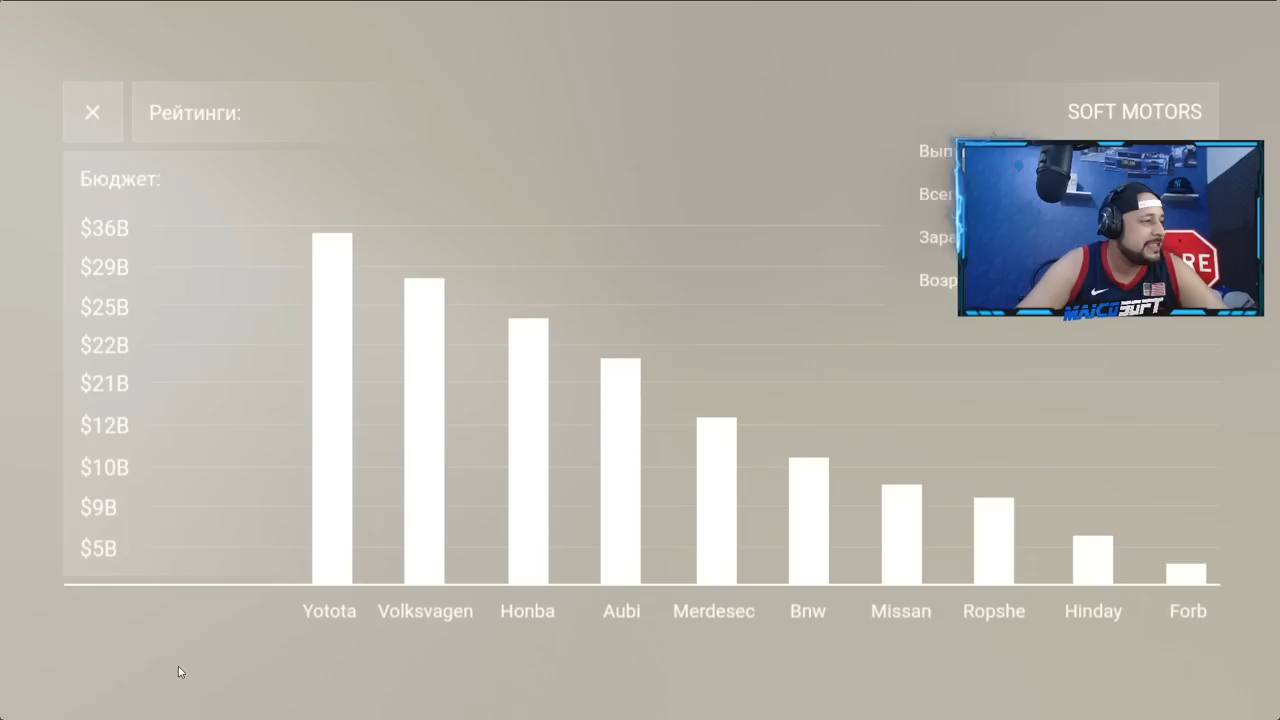 Рейтинги:
SOFT MOTORS
Бюджет:
$36B
$29B
$25B
$22B
$21B
$12B
$10B
$9B
$5B
Yotota Volksvagen Honba Aubi Merdesec Bnw Missan Ropshe Hinday Forb
MAICOSOFT